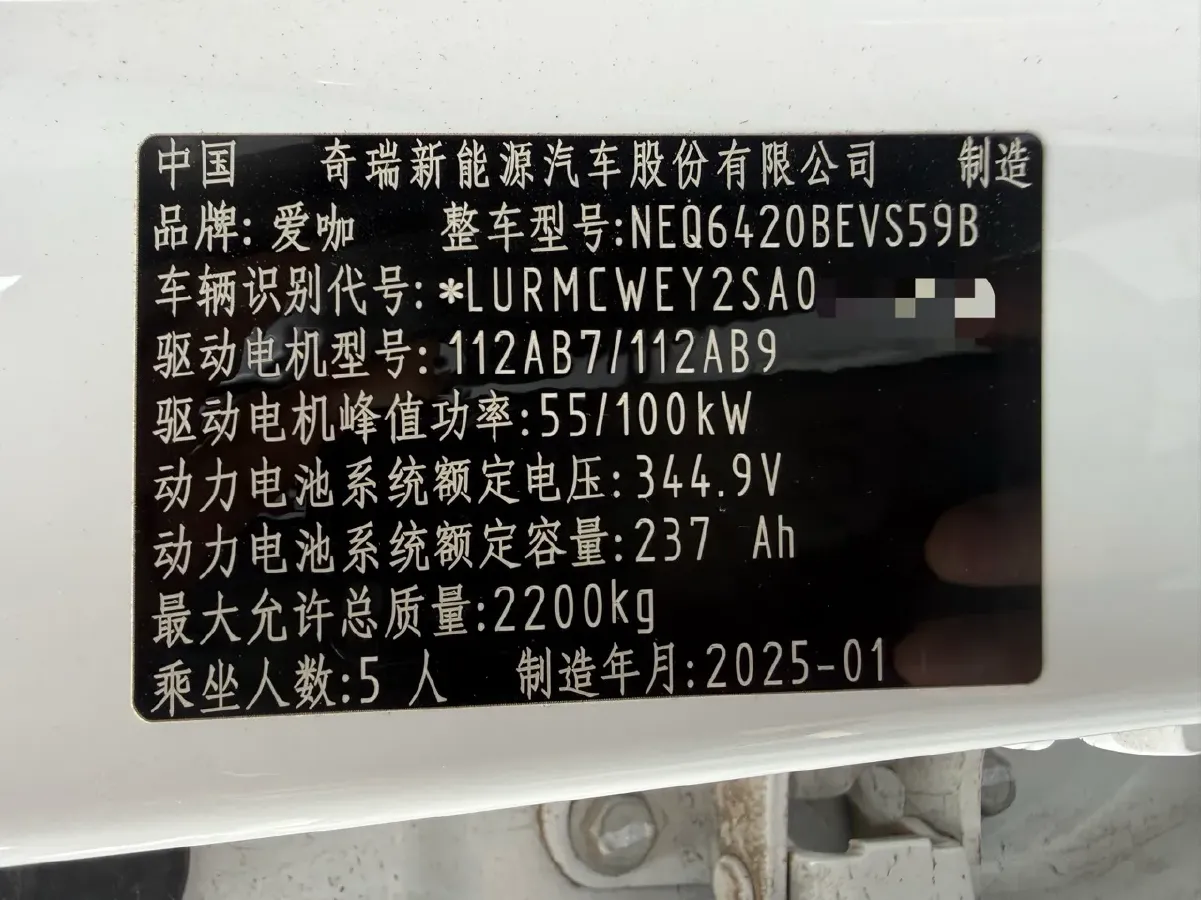 中国 奇瑞新能源汽车股份有限公司 制造
品牌: 爱咖 整车型号:NEQ6420BEVS59B
车辆识别代号:*LURMCWEY2SA0
驱动电机型号: 112AB7/112AB9
驱动电机峰值功率:55/100kW
动力电池系统额定电压:344.9V
动力电池系统额定容量:237 Ah
最大允许总质量:2200kg
乘坐人数:5 人 制造年月:2025-01